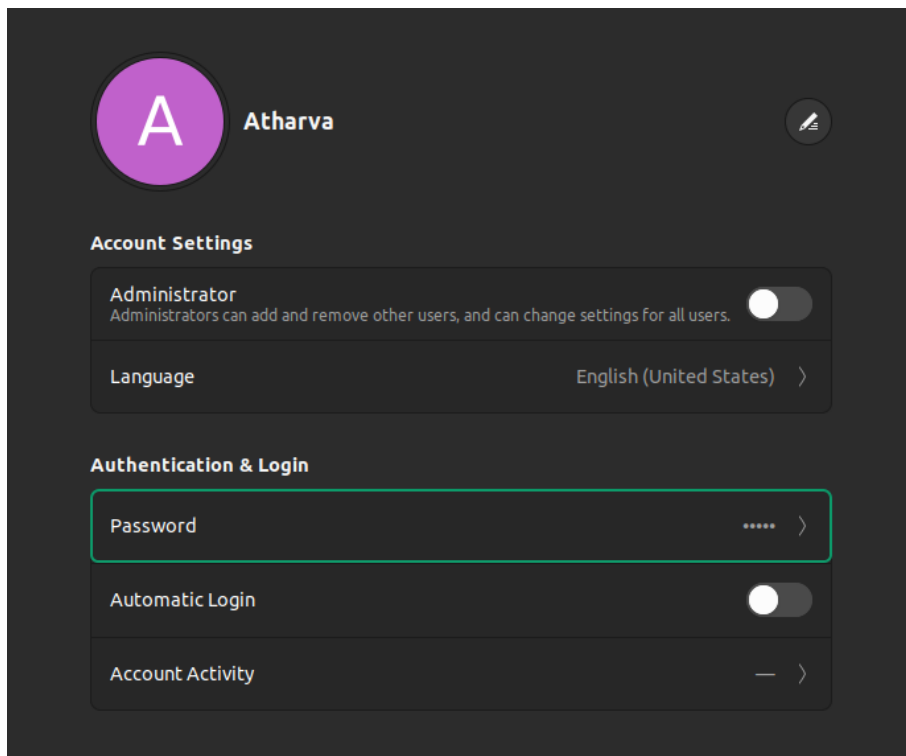 A
Atharva
Account Settings
Administrator
Administrators can add and remove other users, and can change settings for all users.
Language English (United States)
Authentication & Login
Password •••••
Automatic Login
Account Activity —